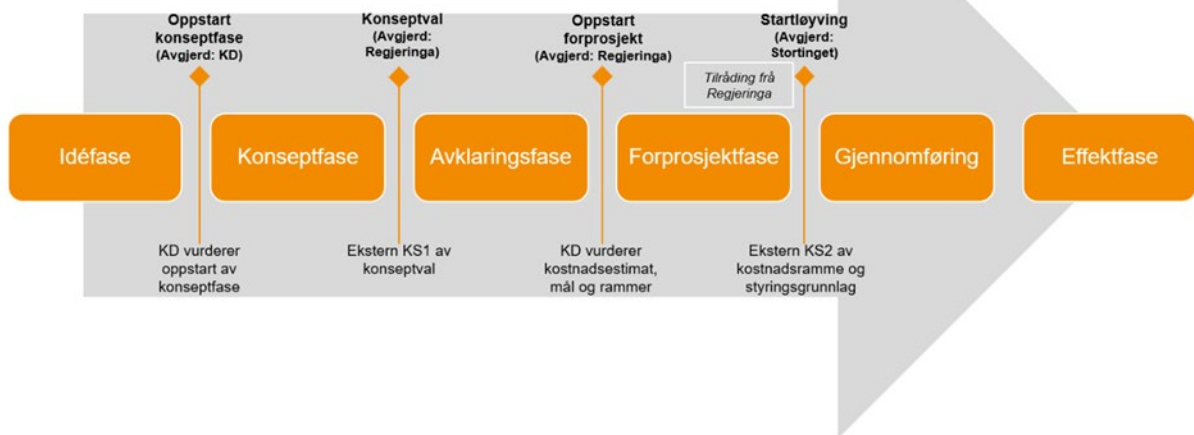 Oppstart
konseptfase
(Avgjerd: KD)
Konseptval
(Avgjerd:
Regjeringa)
Oppstart
forprosjekt
(Avgjerd: Regjeringa)
Startløyving
(Avgjerd:
Stortinget)
Tilråding frå
Regjeringa
Idéfase
Konseptfase
Avklaringsfase
Forprosjektfase
Gjennomføring
Effektfase
KD vurderer
oppstart av
konseptfase
Ekstern KS1 av
konseptval
KD vurderer
kostnadsestimat,
mål og rammer
Ekstern KS2 av
kostnadsramme og
styringsgrunnlag